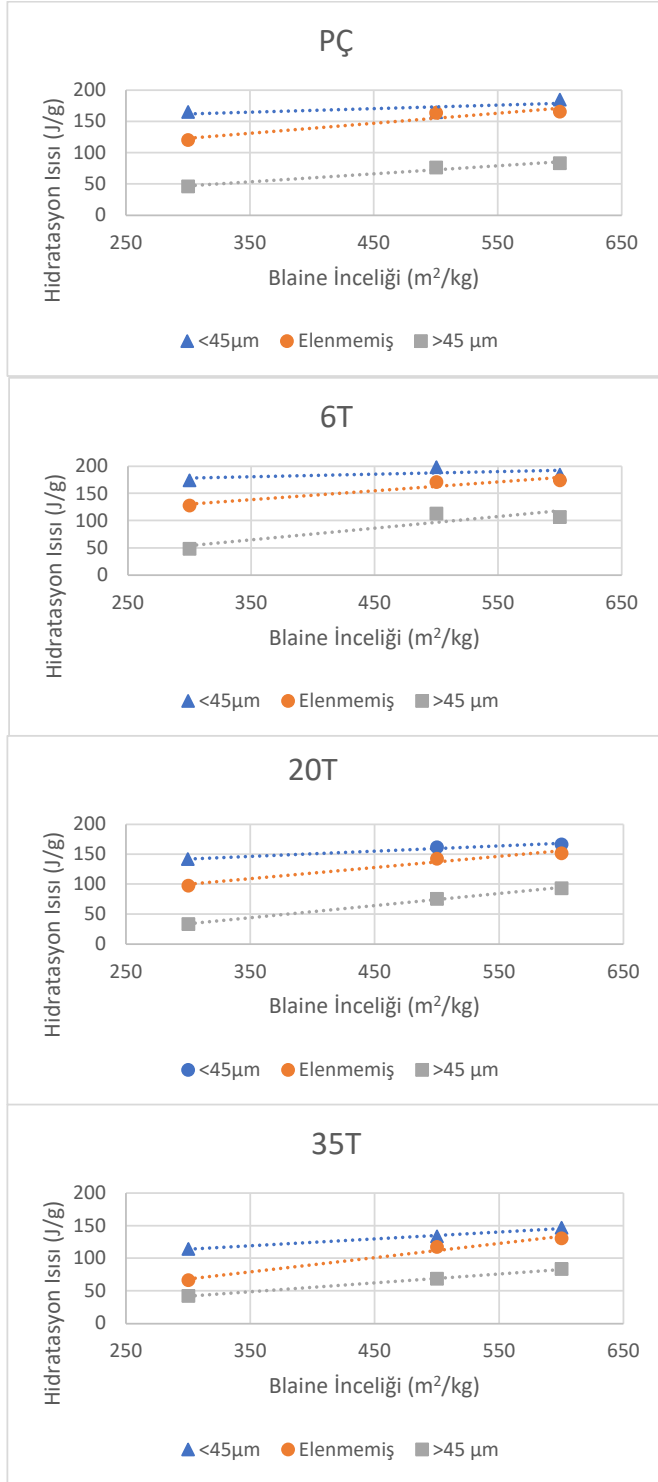 PÇ
Hidratasyon Isısı (J/g)
200
150
100
50
0
250 350 450 550 650
Blaine İnceliği (m²/kg)
<45µm Elenmemiş >45 µm
6T
Hidratasyon Isısı (J/g)
200
150
100
50
0
250 350 450 550 650
Blaine İnceliği (m²/kg)
<45µm Elenmemiş >45 µm
20T
Hidratasyon Isısı (J/g)
200
150
100
50
0
250 350 450 550 650
Blaine İnceliği (m²/kg)
<45µm Elenmemiş >45 µm
35T
Hidratasyon Isısı (J/g)
200
150
100
50
0
250 350 450 550 650
Blaine İnceliği (m²/kg)
<45µm Elenmemiş >45 µm